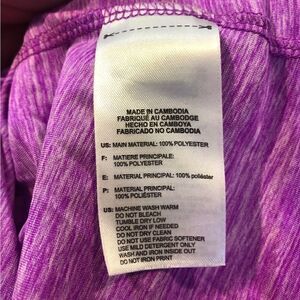 MADE IN CAMBODIA
FABRIQUÉ AU CAMBODGE
HECHO EN CAMBOYA
FABRICADO NO CAMBODIA
US: MAIN MATERIAL: 100% POLYESTER
F: MATIERE PRINCIPALE:
100% POLYESTER
E: MATERIAL PRINCIPAL: 100% poliéster
P: MATERIAL PRINCIPAL:
100% POLIÉSTER
US: MACHINE WASH WARM
DO NOT BLEACH
TUMBLE DRY LOW
COOL IRON IF NEEDED
DO NOT DRY CLEAN
DO NOT USE FABRIC SOFTENER
USE MILD DETERGENT ONLY
WASH AND IRON INSIDE OUT
DO NOT IRON PRINT